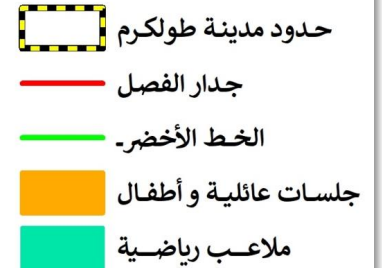 حدود مدينة طولكرم
جدار الفصل
الخط الأخضر-
جلسات عائلية و أطفال
ملاعب رياضية